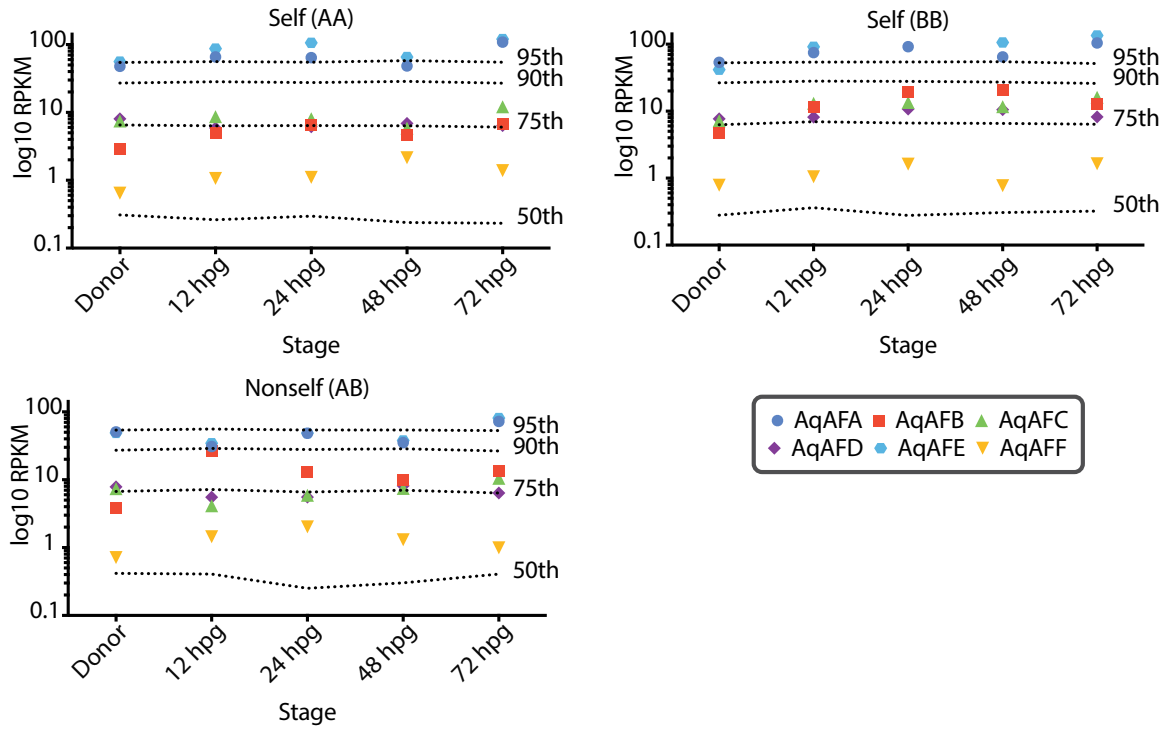 Self (AA)
log10 RPKM
100
10
1
0.1
95th
90th
75th
50th
Donor
12 hpg
24 hpg
48 hpg
72 hpg
Stage
Self (BB)
log10 RPKM
100
10
1
0.1
95th
90th
75th
50th
Donor
12 hpg
24 hpg
48 hpg
72 hpg
Stage
Nonself (AB)
log10 RPKM
100
10
1
0.1
95th
90th
75th
50th
Donor
12 hpg
24 hpg
48 hpg
72 hpg
Stage
AqAFA AqAFB AqAFC
AqAFD AqAFE AqAFF